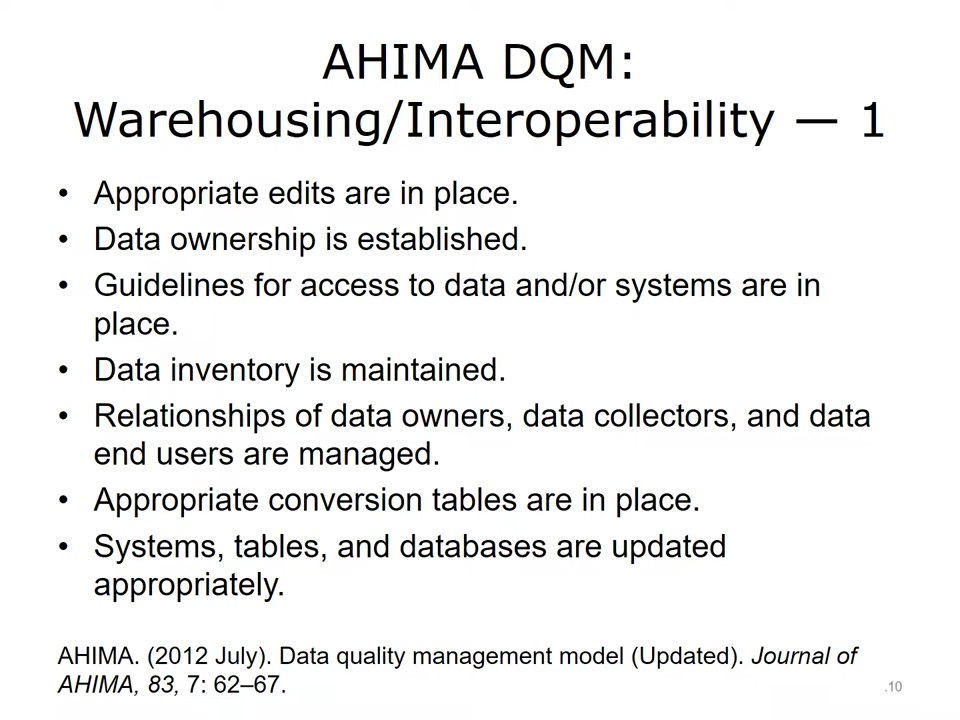 AHIMA DQM:
Warehousing/Interoperability — 1
• Appropriate edits are in place.
• Data ownership is established.
• Guidelines for access to data and/or systems are in
place.
• Data inventory is maintained.
• Relationships of data owners, data collectors, and data
end users are managed.
• Appropriate conversion tables are in place.
• Systems, tables, and databases are updated
appropriately.
AHIMA. (2012 July). Data quality management model (Updated). Journal of
AHIMA, 83, 7: 62–67.
.10